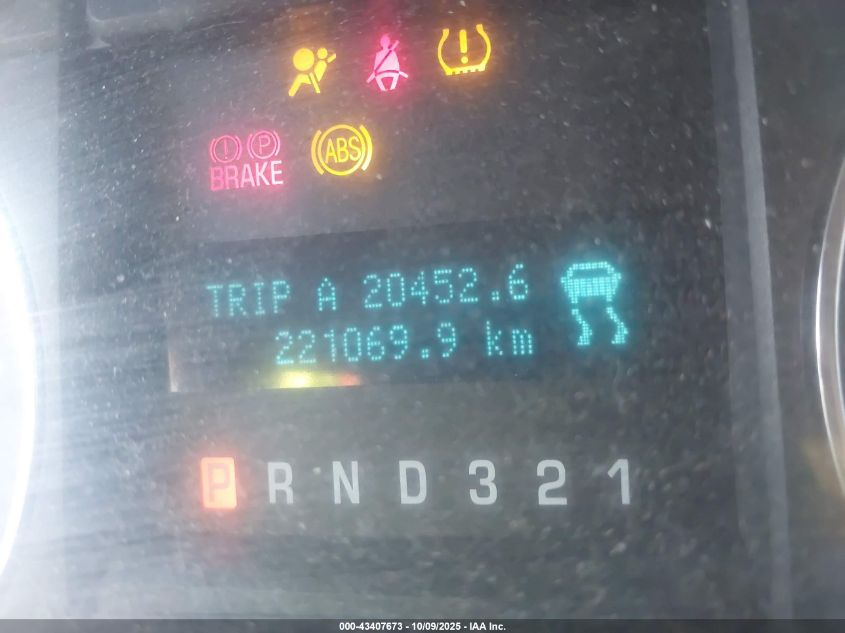 (!) (P)
BRAKE
ABS
TRIP A 20452.6
221069.9 km
P R N D 3 2 1
000-43407673 - 10/09/2025 - IAA Inc.